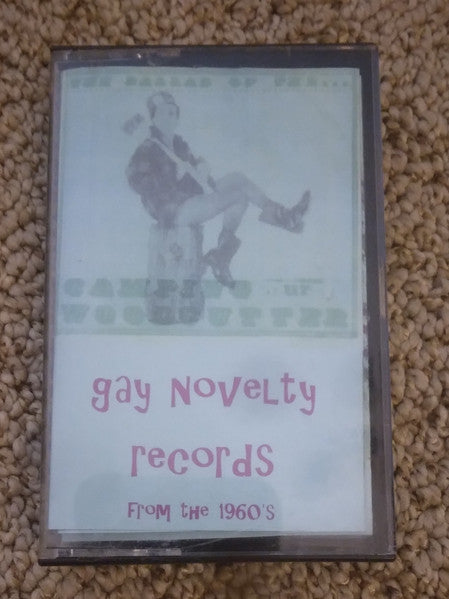 THE BALLAD OF THE...
CAMPING
WOODCUTTER
gay Novelty
records
From the 1960's